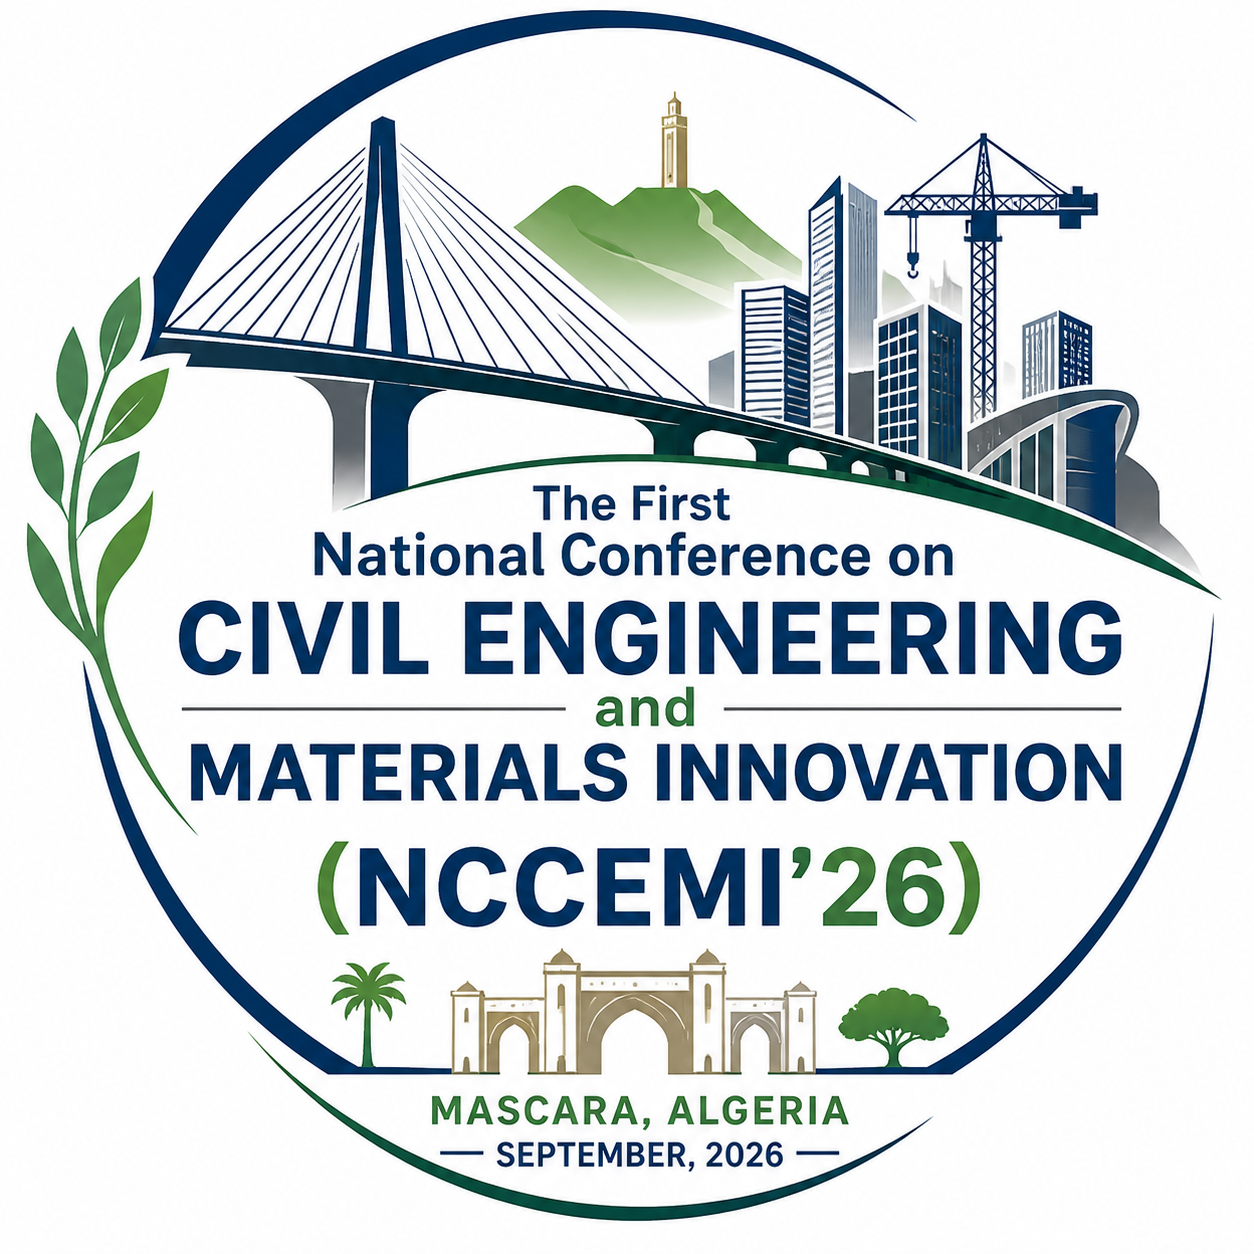 The First
National Conference on
CIVIL ENGINEERING
and
MATERIALS INNOVATION
(NCCEMI’26)
MASCARA, ALGERIA
SEPTEMBER, 2026